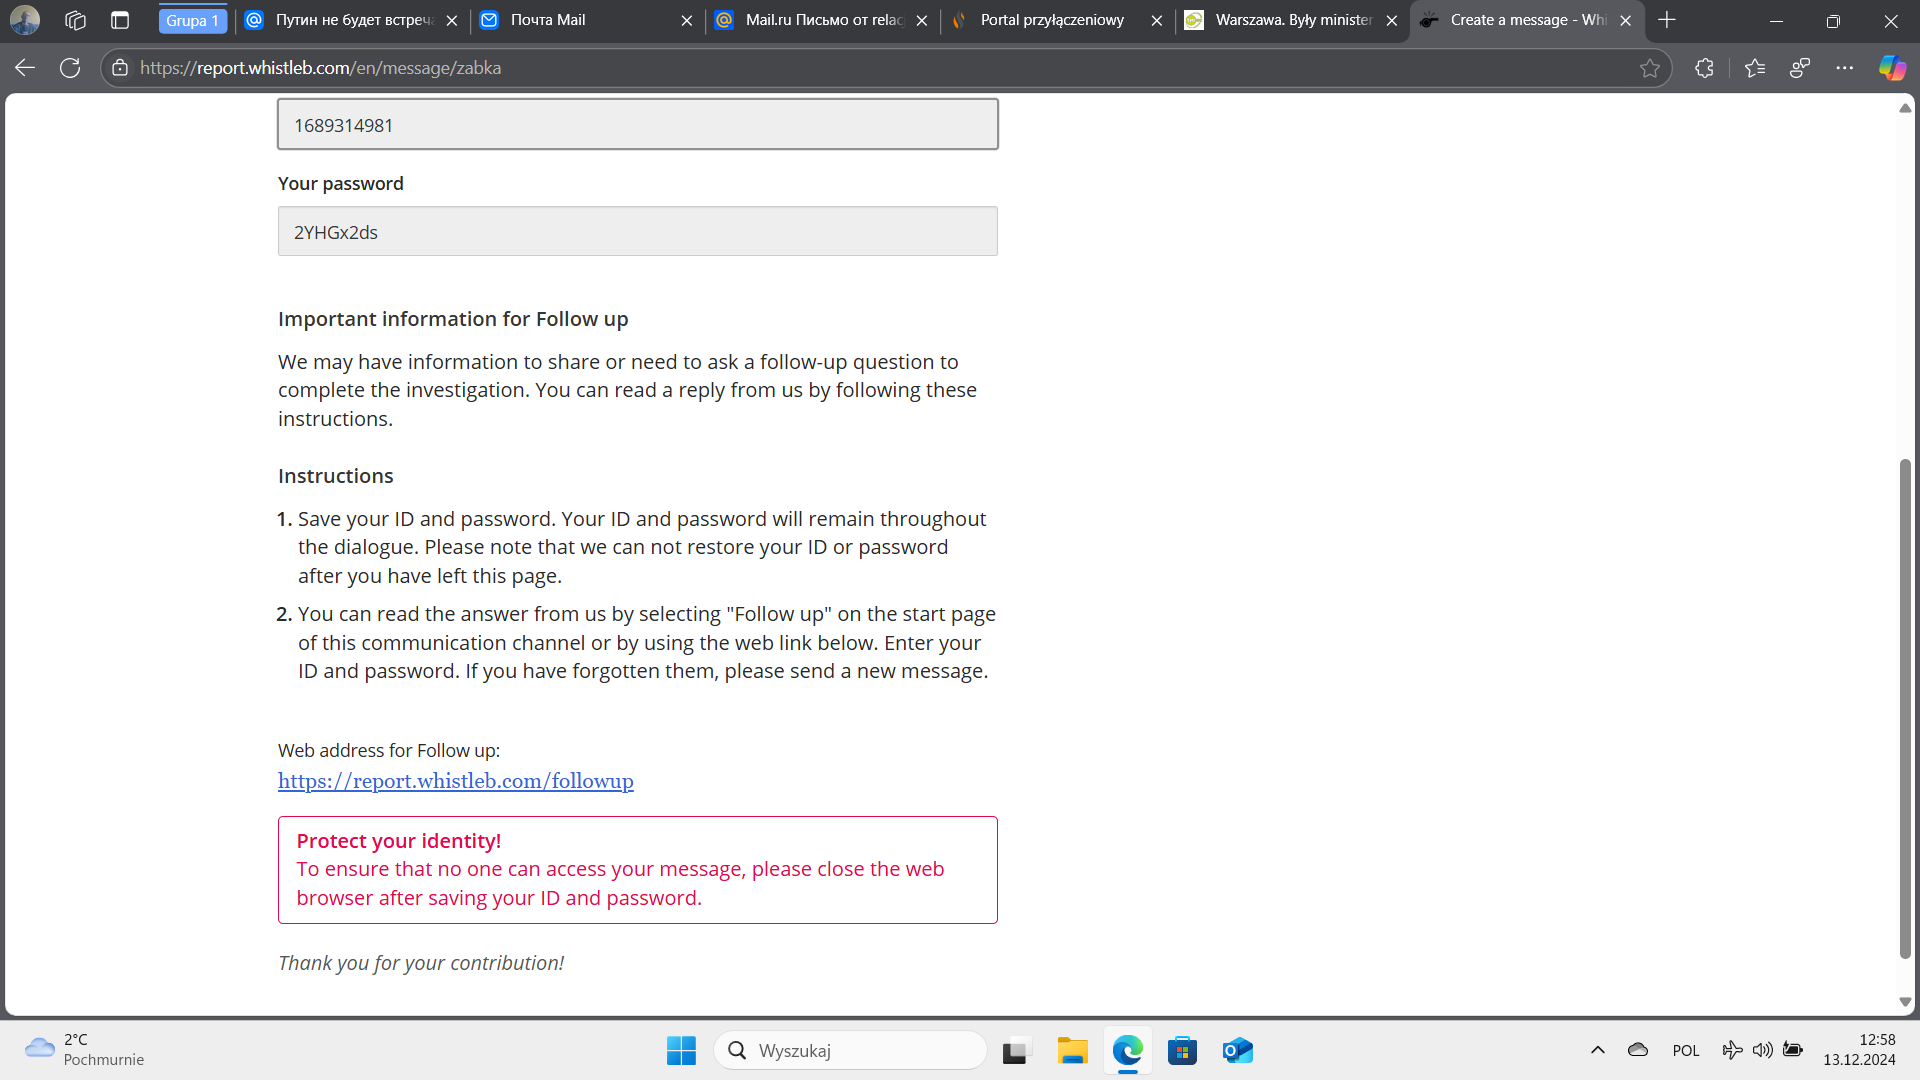 Grupa 1
Путин не будет встреча
Почта Mail
Mail.ru Письмо от relac
Portal przyłączeniowy
Warszawa. Były minister
Create a message - Whi
https://report.whistleb.com/en/message/zabka
1689314981
Your password
2YHGx2ds
Important information for Follow up
We may have information to share or need to ask a follow-up question to
complete the investigation. You can read a reply from us by following these
instructions.
Instructions
1. Save your ID and password. Your ID and password will remain throughout
the dialogue. Please note that we can not restore your ID or password
after you have left this page.
2. You can read the answer from us by selecting "Follow up" on the start page
of this communication channel or by using the web link below. Enter your
ID and password. If you have forgotten them, please send a new message.
Web address for Follow up:
https://report.whistleb.com/followup
Protect your identity!
To ensure that no one can access your message, please close the web
browser after saving your ID and password.
Thank you for your contribution!
2°C
Pochmurnie
Wyszukaj
POL
12:58
13.12.2024